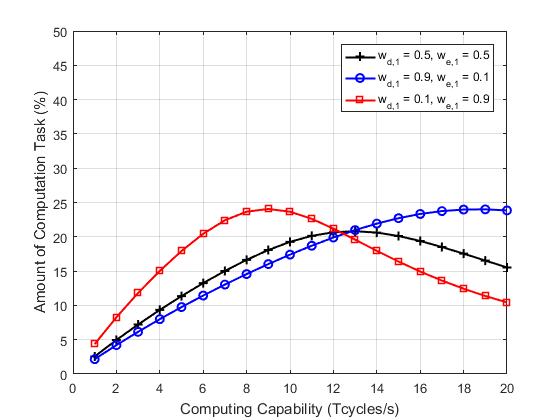 50
45
40
35
30
25
20
15
10
5
0
Amount of Computation Task (%)
w_d,1 = 0.5, w_e,1 = 0.5
w_d,1 = 0.9, w_e,1 = 0.1
w_d,1 = 0.1, w_e,1 = 0.9
0 2 4 6 8 10 12 14 16 18 20
Computing Capability (Tcycles/s)